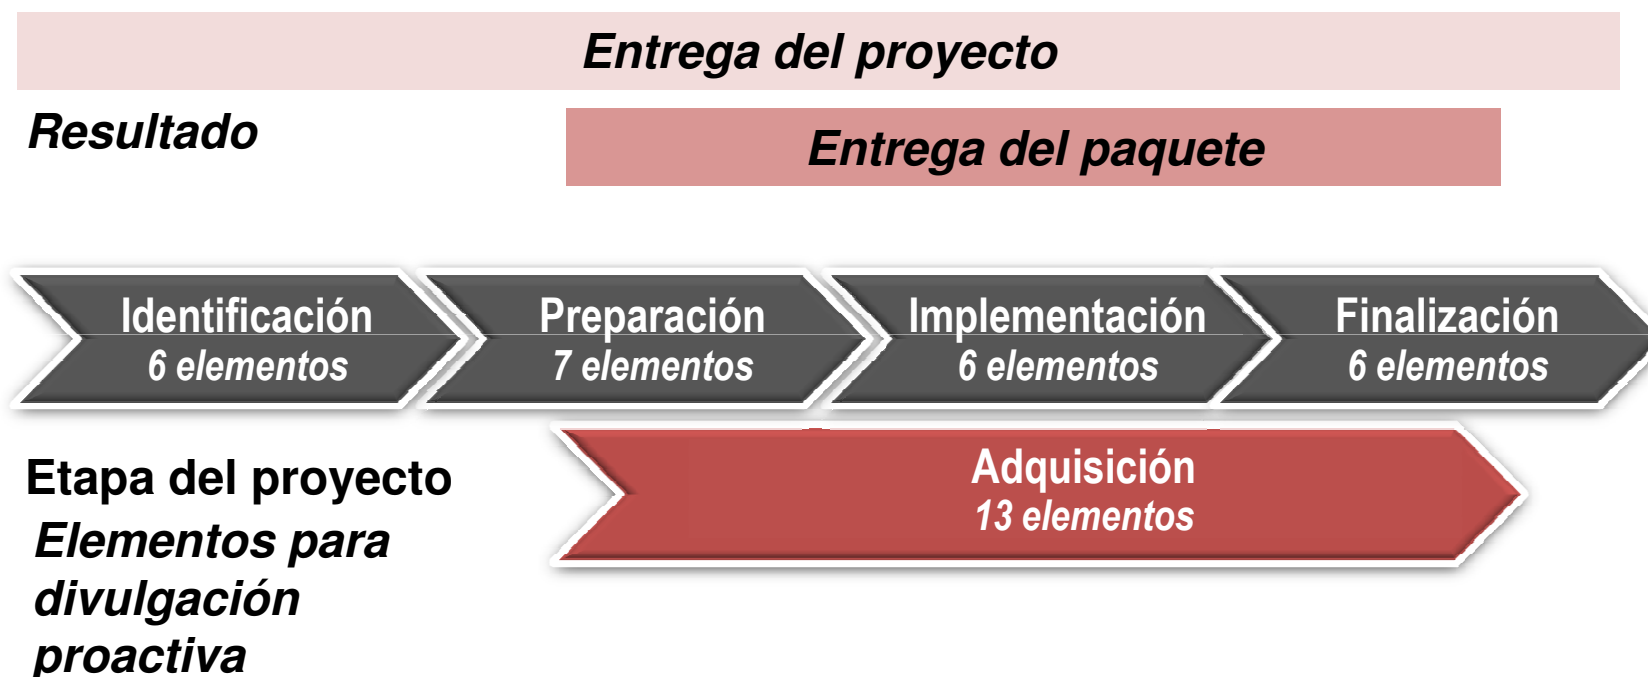 Entrega del proyecto
Resultado
Entrega del paquete
Identificación
6 elementos
Preparación
7 elementos
Implementación
6 elementos
Finalización
6 elementos
Adquisición
13 elementos
Etapa del proyecto
Elementos para
divulgación
proactiva